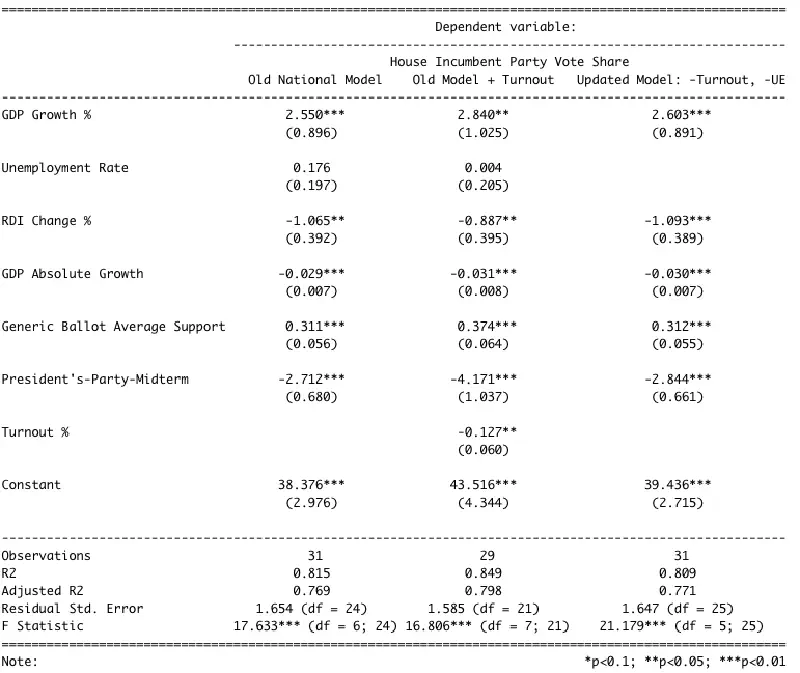 Dependent variable:
House Incumbent Party Vote Share
Old National Model Old Model + Turnout Updated Model: -Turnout, -UE
GDP Growth % 2.550*** 2.840** 2.603***
(0.896) (1.025) (0.891)
Unemployment Rate 0.176 0.004
(0.197) (0.205)
RDI Change % -1.065** -0.887** -1.093***
(0.392) (0.395) (0.389)
GDP Absolute Growth -0.029*** -0.031*** -0.030***
(0.007) (0.008) (0.007)
Generic Ballot Average Support 0.311*** 0.374*** 0.312***
(0.056) (0.064) (0.055)
President's-Party-Midterm -2.712*** -4.171*** -2.844***
(0.680) (1.037) (0.661)
Turnout % -0.127**
(0.060)
Constant 38.376*** 43.516*** 39.436***
(2.976) (4.344) (2.715)
Observations 31 29 31
R2 0.815 0.849 0.809
Adjusted R2 0.769 0.798 0.771
Residual Std. Error 1.654 (df = 24) 1.585 (df = 21) 1.647 (df = 25)
F Statistic 17.633*** (df = 6; 24) 16.806*** (df = 7; 21) 21.179*** (df = 5; 25)
Note: *p<0.1; **p<0.05; ***p<0.01